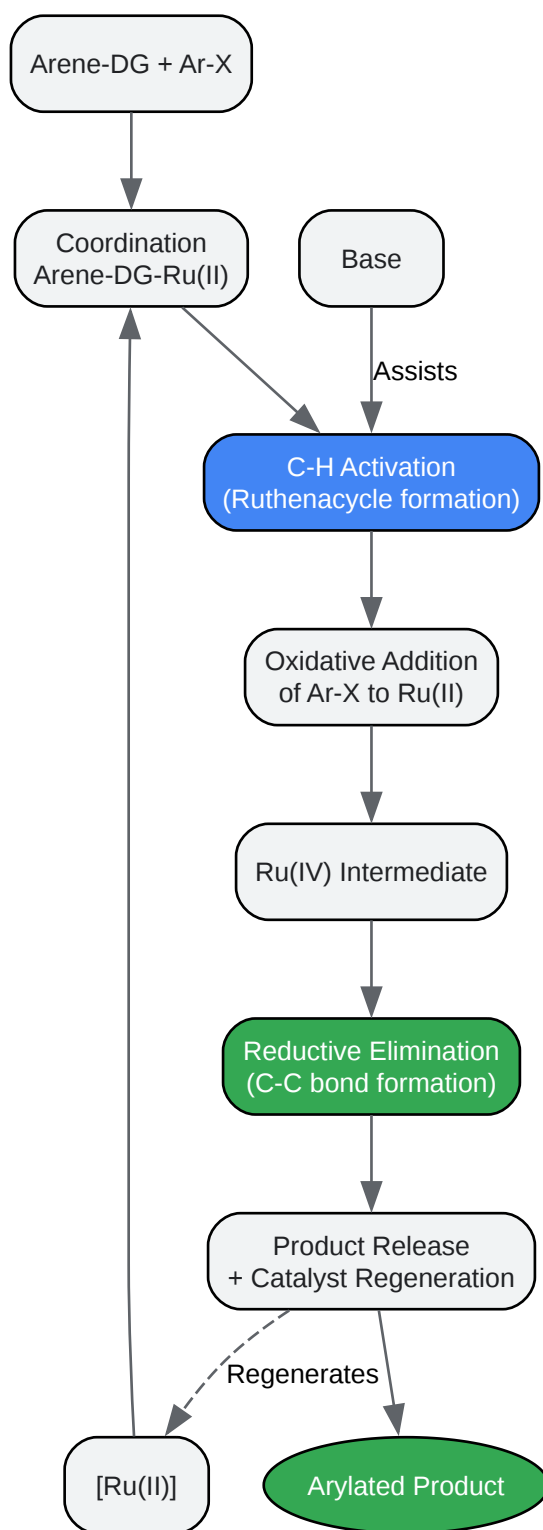 Arene-DG + Ar-X
Coordination
Arene-DG-Ru(II)
Base
Assists
C-H Activation
(Ruthenacycle formation)
Oxidative Addition
of Ar-X to Ru(II)
Ru(IV) Intermediate
Reductive Elimination
(C-C bond formation)
Product Release
+ Catalyst Regeneration
Regenerates
[Ru(II)]
Arylated Product